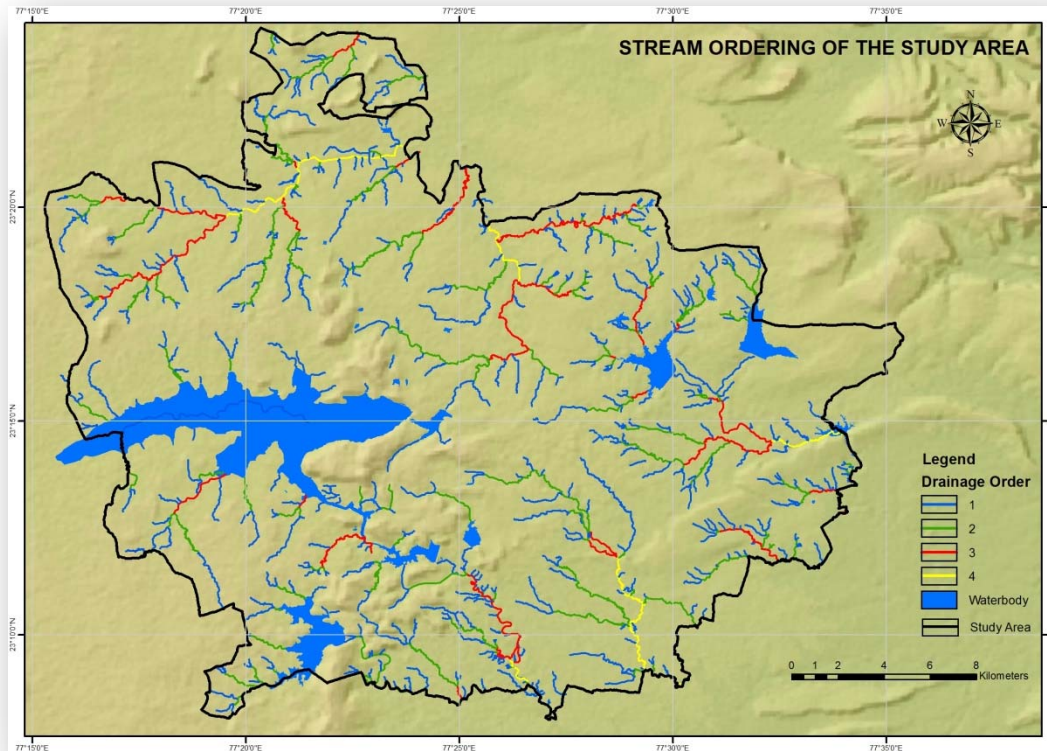 77°15'0"E 77°20'0"E 77°25'0"E 77°30'0"E 77°35'0"E
STREAM ORDERING OF THE STUDY AREA
N
W E
S
23°20'0"N
23°15'0"N
23°10'0"N
Legend
Drainage Order
1
2
3
4
Waterbody
Study Area
0 1 2 4 6 8
Kilometers
77°15'0"E 77°20'0"E 77°25'0"E 77°30'0"E 77°35'0"E